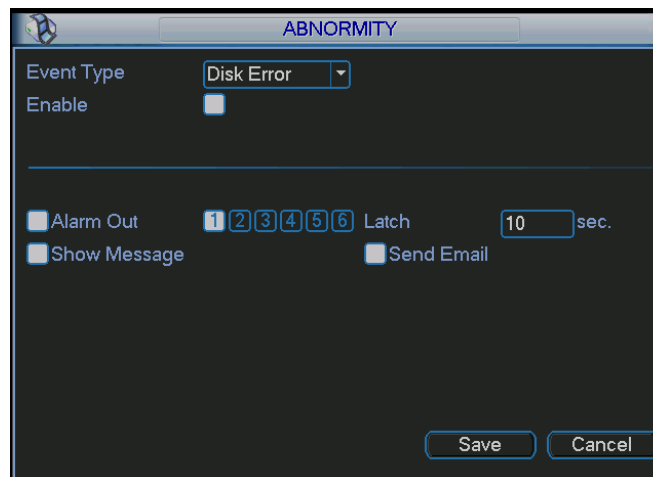 ABNORMITY
Event Type Disk Error
Enable
Alarm Out 1 2 3 4 5 6 Latch 10 sec.
Show Message Send Email
Save Cancel